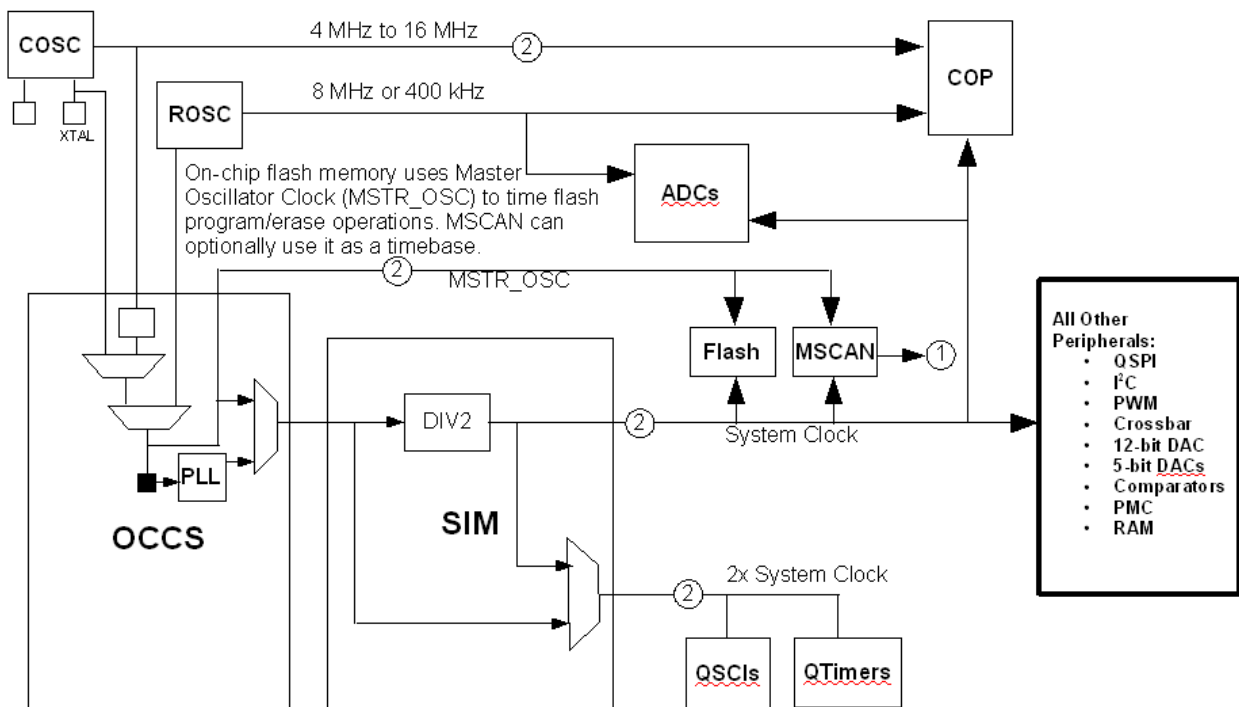 COSC
4 MHz to 16 MHz
2
COP
XTAL
ROSC
8 MHz or 400 kHz
On-chip flash memory uses Master
Oscillator Clock (MSTR_OSC) to time flash
program/erase operations. MSCAN can
optionally use it as a timebase.
ADCs
2
MSTR_OSC
Flash
MSCAN
1
All Other
Peripherals:
• QSPI
• I²C
• PWM
• Crossbar
• 12-bit DAC
• 5-bit DACs
• Comparators
• PMC
• RAM
DIV2
2
System Clock
PLL
OCCS
SIM
2
2x System Clock
QSCIs
QTimers